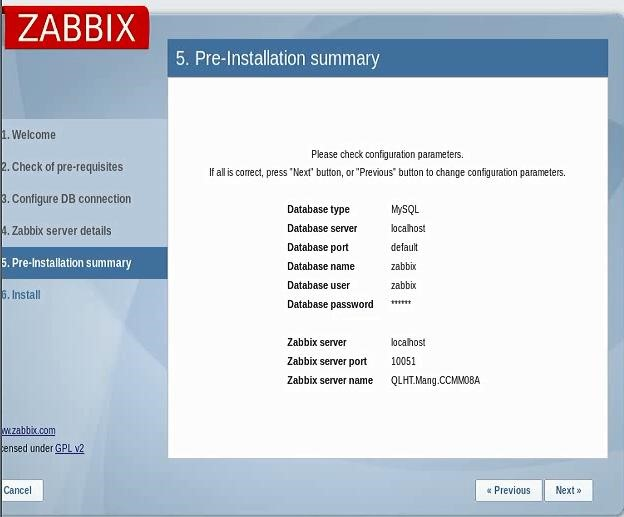 ZABBIX
5. Pre-Installation summary
1. Welcome
2. Check of pre-requisites
3. Configure DB connection
4. Zabbix server details
5. Pre-Installation summary
6. Install
Please check configuration parameters.
If all is correct, press "Next" button, or "Previous" button to change configuration parameters.
Database type MySQL
Database server localhost
Database port default
Database name zabbix
Database user zabbix
Database password ******
Zabbix server localhost
Zabbix server port 10051
Zabbix server name QLHT.Mang.CCMM08A
w.zabbix.com
censed under GPL v2
Cancel
« Previous
Next »